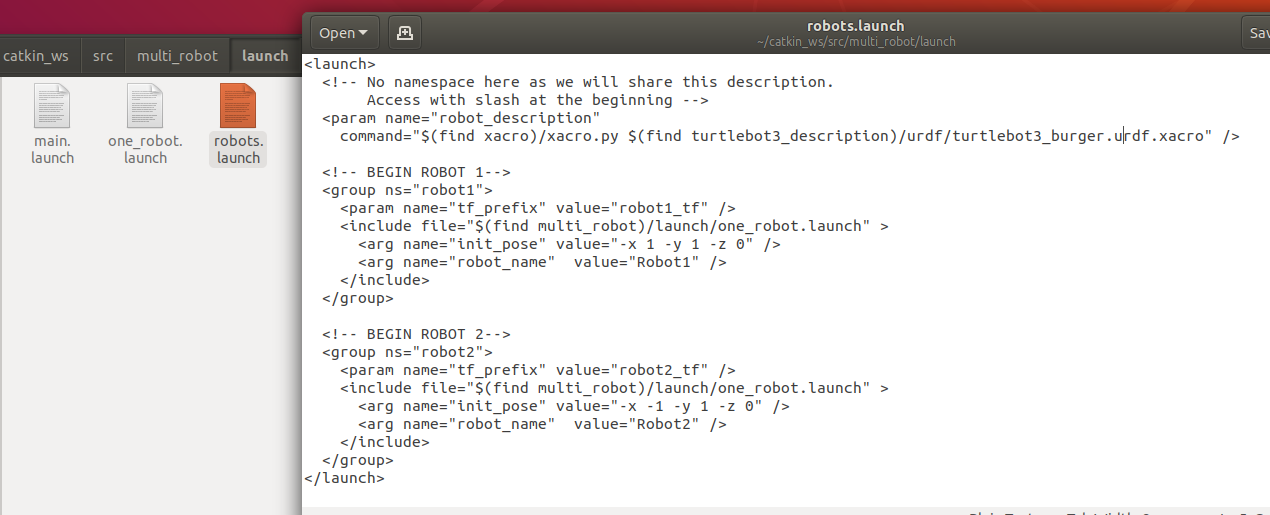 Open
robots.launch
~/catkin_ws/src/multi_robot/launch
catkin_ws src multi_robot launch
main.
launch
one_robot.
launch
robots.
launch
<launch>
  <!-- No namespace here as we will share this description.
       Access with slash at the beginning -->
  <param name="robot_description"
    command="$(find xacro)/xacro.py $(find turtlebot3_description)/urdf/turtlebot3_burger.urdf.xacro" />

  <!-- BEGIN ROBOT 1-->
  <group ns="robot1">
    <param name="tf_prefix" value="robot1_tf" />
    <include file="$(find multi_robot)/launch/one_robot.launch" >
      <arg name="init_pose" value="-x 1 -y 1 -z 0" />
      <arg name="robot_name"  value="Robot1" />
    </include>
  </group>

  <!-- BEGIN ROBOT 2-->
  <group ns="robot2">
    <param name="tf_prefix" value="robot2_tf" />
    <include file="$(find multi_robot)/launch/one_robot.launch" >
      <arg name="init_pose" value="-x -1 -y 1 -z 0" />
      <arg name="robot_name"  value="Robot2" />
    </include>
  </group>
</launch>